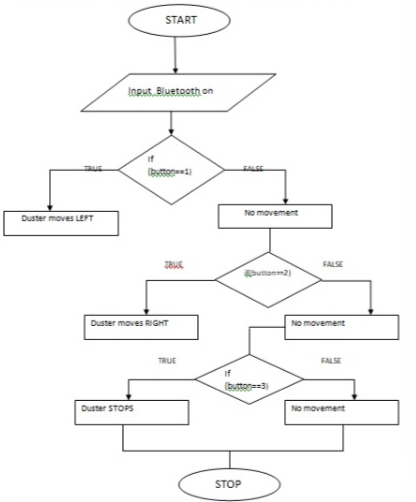 START
Input Bluetooth on
If
(button==1)
TRUE
FALSE
Duster moves LEFT
No movement
if(button==2)
TRUE
FALSE
Duster moves RIGHT
No movement
TRUE
FALSE
If
(button==3)
Duster STOPS
No movement
STOP